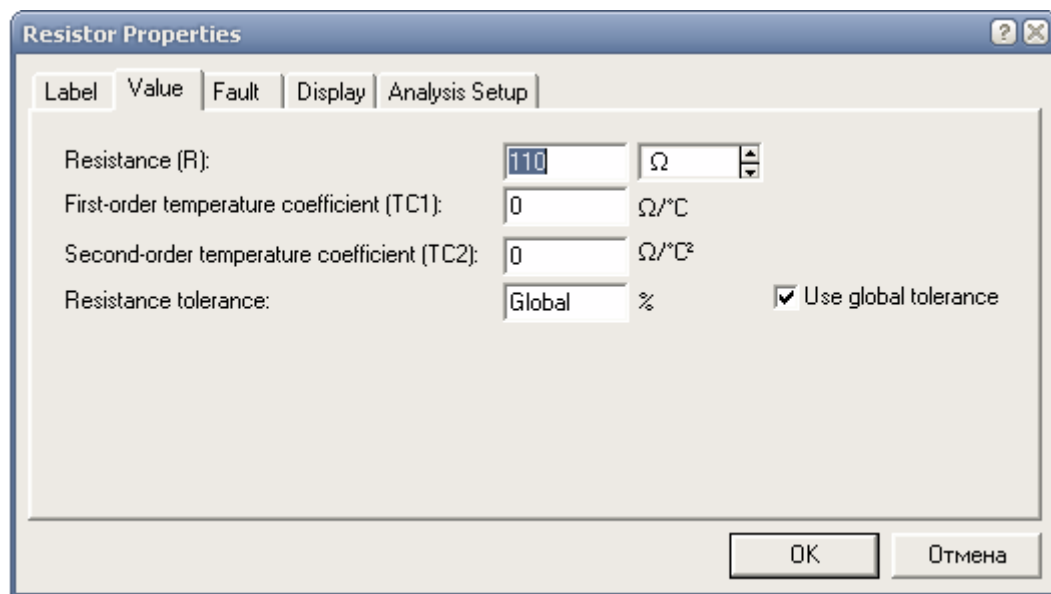 Resistor Properties
Label Value Fault Display Analysis Setup
Resistance (R): 110 Ω
First-order temperature coefficient (TC1): 0 Ω/°C
Second-order temperature coefficient (TC2): 0 Ω/°C²
Resistance tolerance: Global % Use global tolerance
OK Отмена